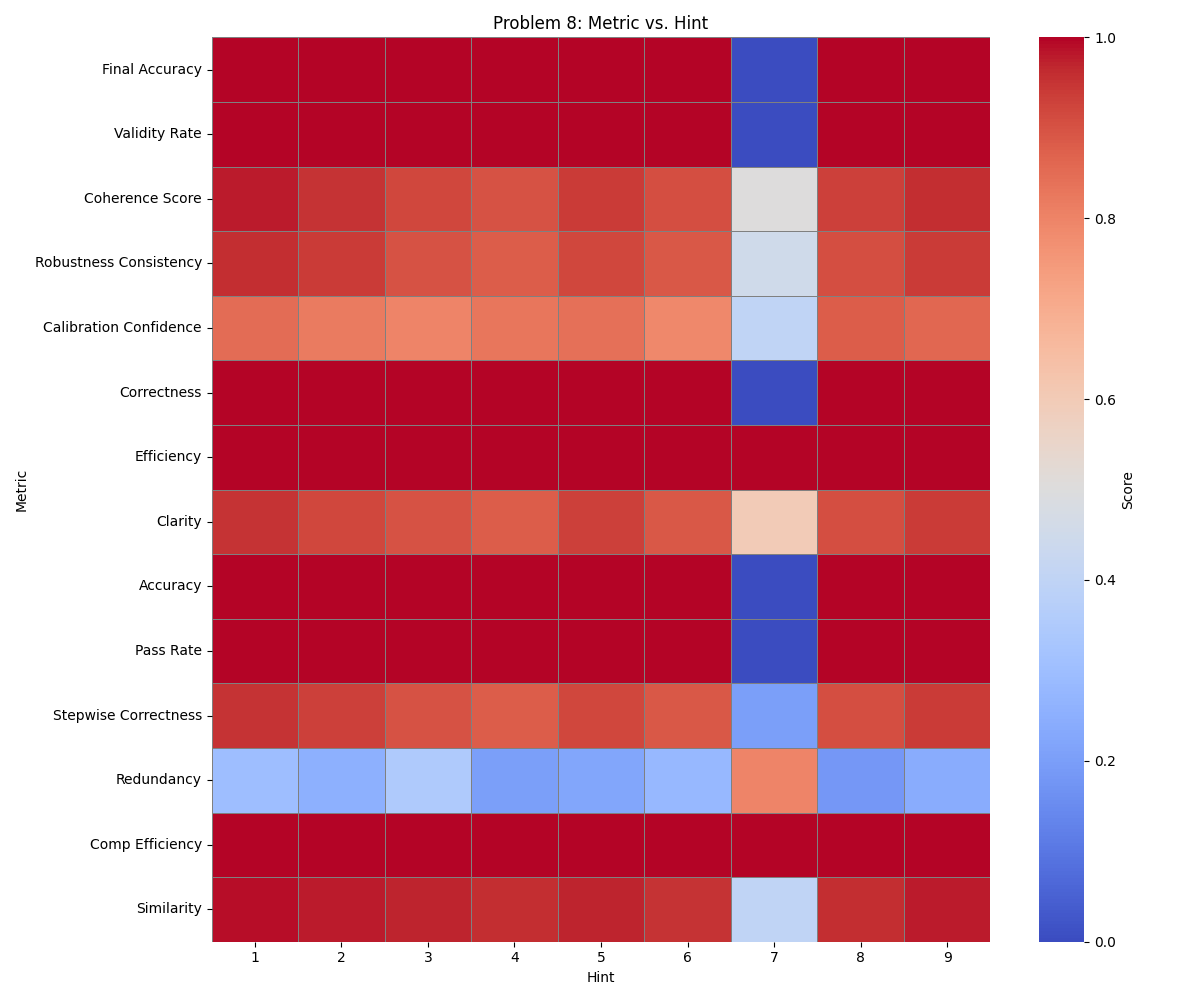 Problem 8: Metric vs. Hint
Final Accuracy
Validity Rate
Coherence Score
Robustness Consistency
Calibration Confidence
Correctness
Efficiency
Clarity
Accuracy
Pass Rate
Stepwise Correctness
Redundancy
Comp Efficiency
Similarity
Metric
1 2 3 4 5 6 7 8 9
Hint
1.0
0.8
0.6
0.4
0.2
0.0
Score